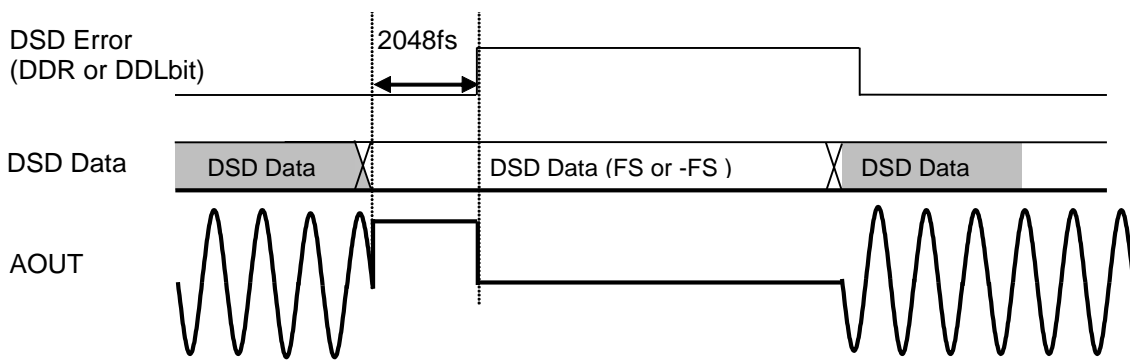 DSD Error
(DDR or DDLbit)
2048fs
DSD Data
DSD Data
DSD Data (FS or -FS )
DSD Data
AOUT